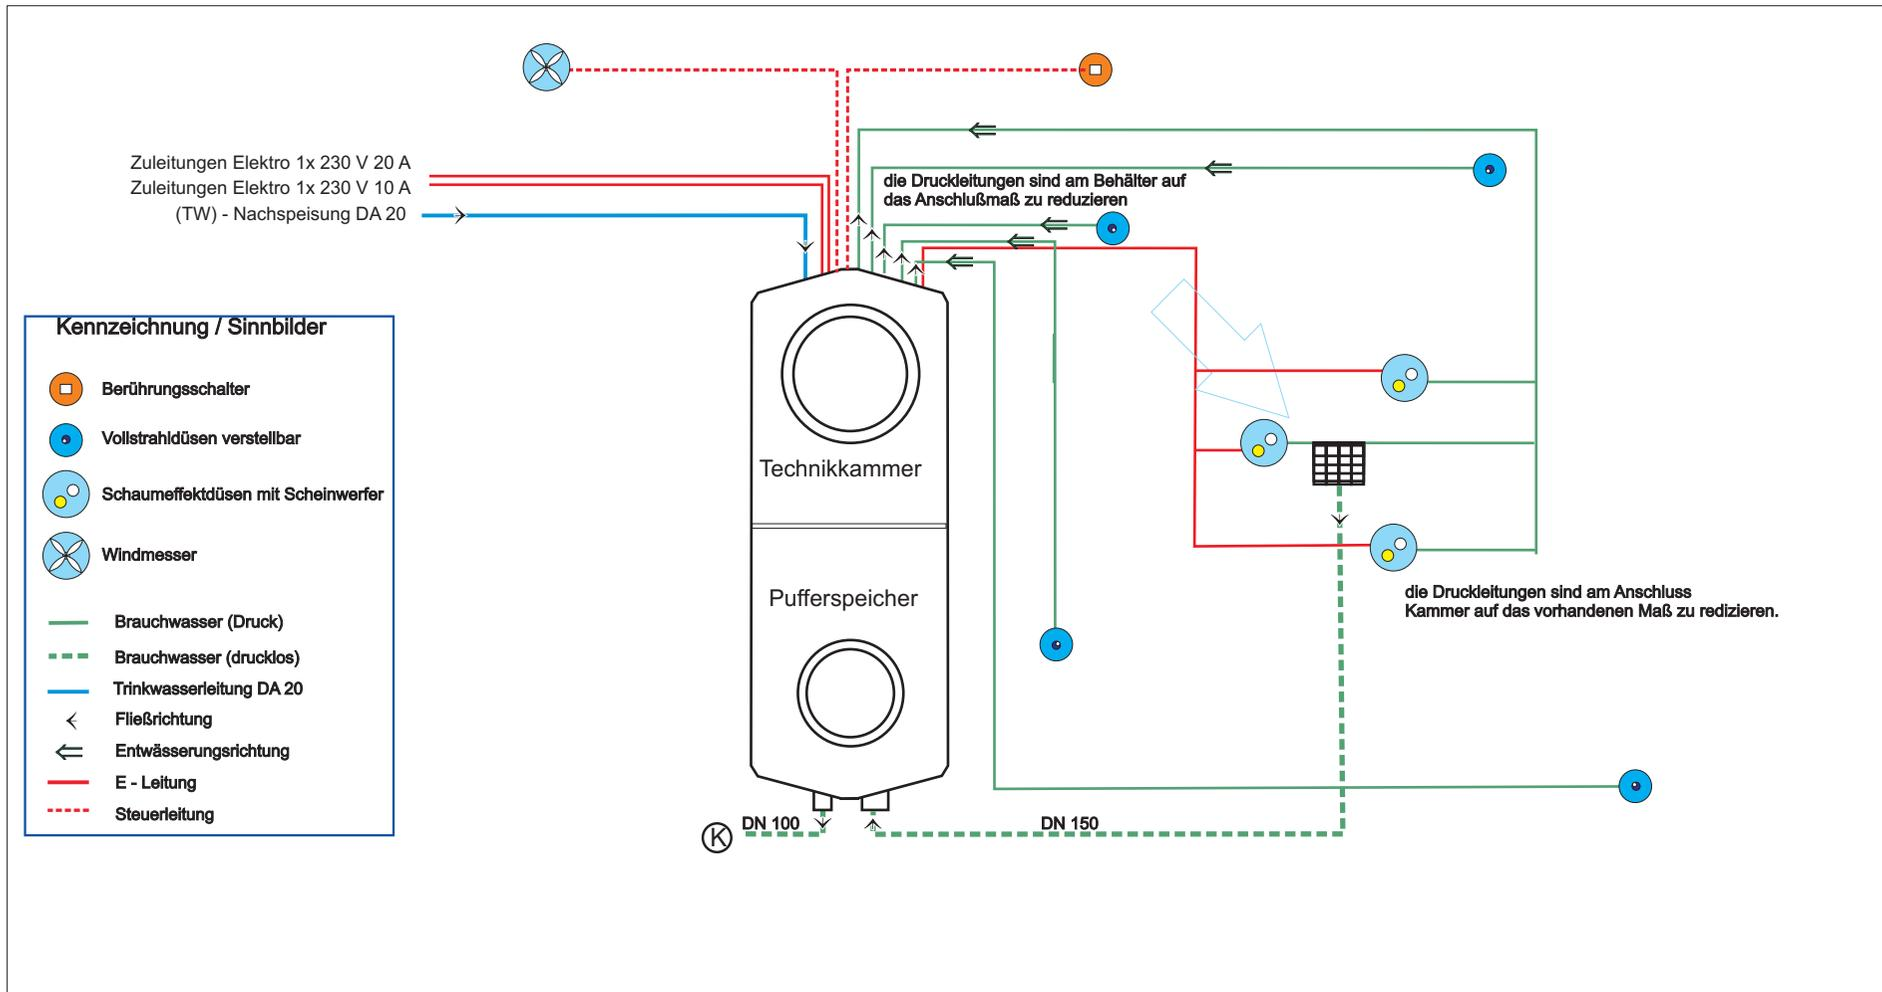 Zuleitungen Elektro 1x 230 V 20 A
Zuleitungen Elektro 1x 230 V 10 A
(TW) - Nachspeisung DA 20
die Druckleitungen sind am Behälter auf
das Anschlußmaß zu reduzieren
Kennzeichnung / Sinnbilder
Berührungsschalter
Vollstrahldüsen verstellbar
Schaumeffektdüsen mit Scheinwerfer
Windmesser
Brauchwasser (Druck)
Brauchwasser (drucklos)
Trinkwasserleitung DA 20
Fließrichtung
Entwässerungsrichtung
E - Leitung
Steuerleitung
Technikkammer
Pufferspeicher
die Druckleitungen sind am Anschluss
Kammer auf das vorhandenen Maß zu redizieren.
K
DN 100
DN 150